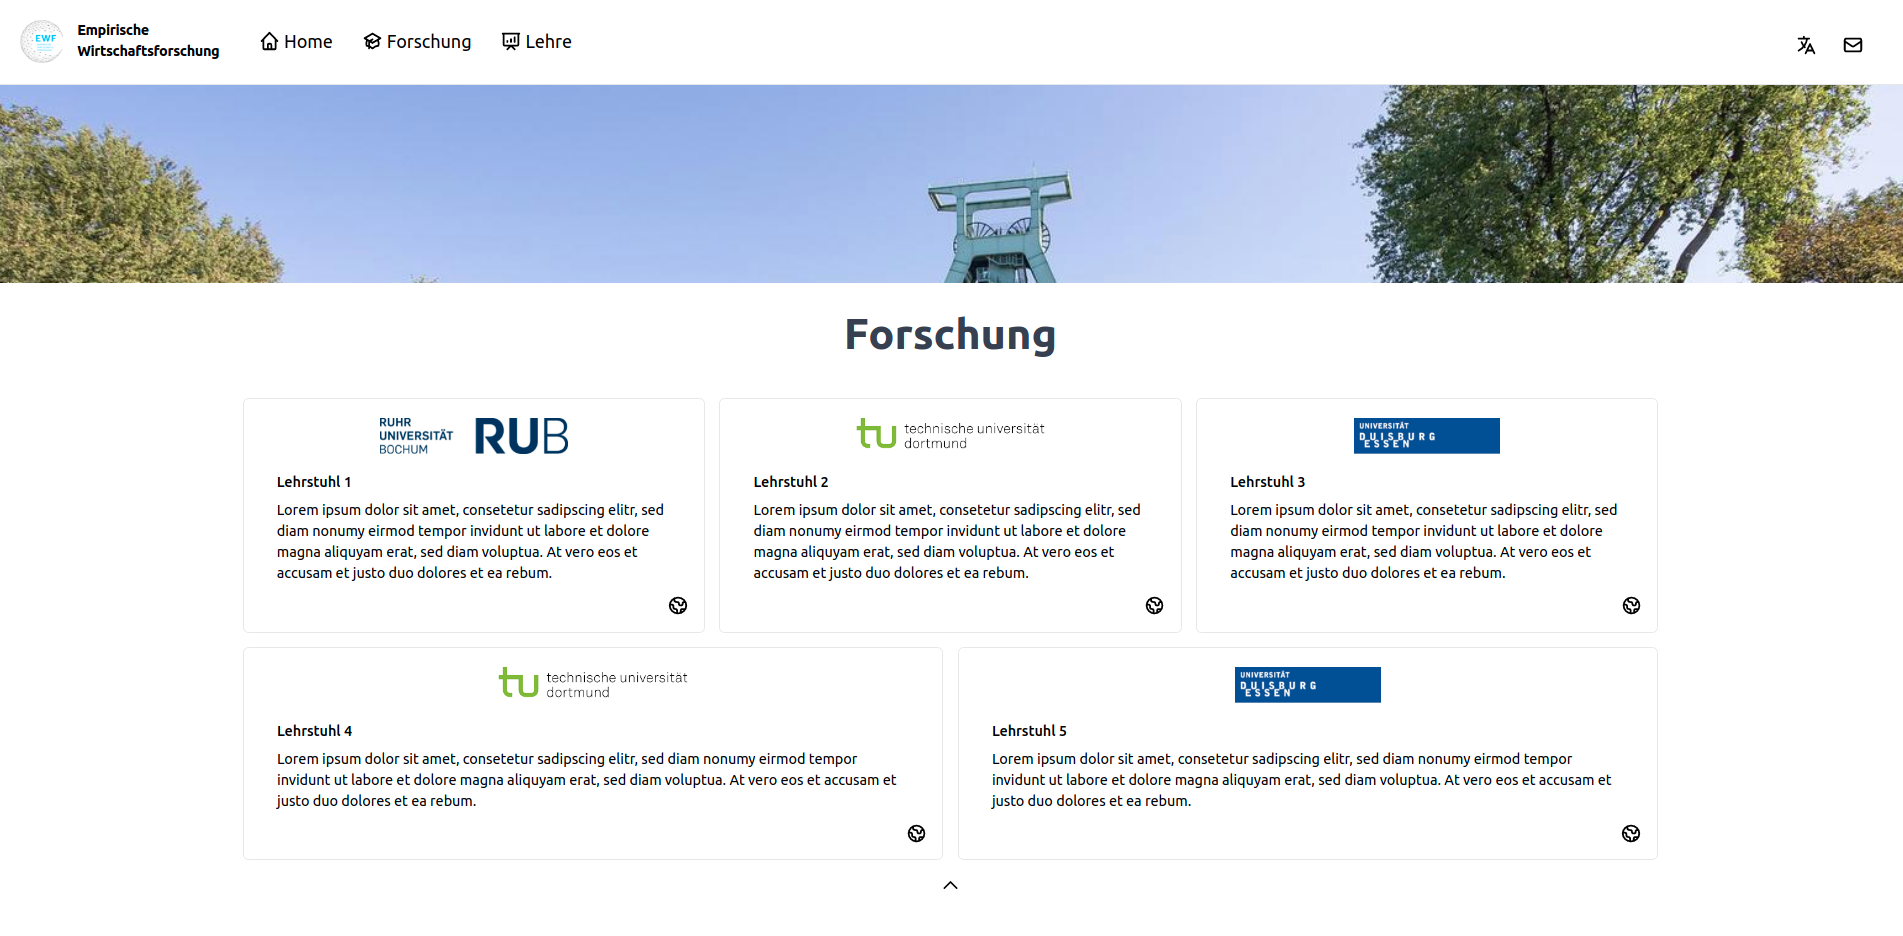 EWF
Empirische
Wirtschaftsforschung
Home
Forschung
Lehre
Forschung
RUHR
UNIVERSITÄT
BOCHUM
RUB
Lehrstuhl 1
Lorem ipsum dolor sit amet, consetetur sadipscing elitr, sed
diam nonumy eirmod tempor invidunt ut labore et dolore
magna aliquyam erat, sed diam voluptua. At vero eos et
accusam et justo duo dolores et ea rebum.
tu technische universität
dortmund
Lehrstuhl 2
Lorem ipsum dolor sit amet, consetetur sadipscing elitr, sed
diam nonumy eirmod tempor invidunt ut labore et dolore
magna aliquyam erat, sed diam voluptua. At vero eos et
accusam et justo duo dolores et ea rebum.
UNIVERSITÄT
DUISBURG
ESSEN
Lehrstuhl 3
Lorem ipsum dolor sit amet, consetetur sadipscing elitr, sed
diam nonumy eirmod tempor invidunt ut labore et dolore
magna aliquyam erat, sed diam voluptua. At vero eos et
accusam et justo duo dolores et ea rebum.
tu technische universität
dortmund
Lehrstuhl 4
Lorem ipsum dolor sit amet, consetetur sadipscing elitr, sed diam nonumy eirmod tempor
invidunt ut labore et dolore magna aliquyam erat, sed diam voluptua. At vero eos et accusam et
justo duo dolores et ea rebum.
UNIVERSITÄT
DUISBURG
ESSEN
Lehrstuhl 5
Lorem ipsum dolor sit amet, consetetur sadipscing elitr, sed diam nonumy eirmod tempor
invidunt ut labore et dolore magna aliquyam erat, sed diam voluptua. At vero eos et accusam et
justo duo dolores et ea rebum.